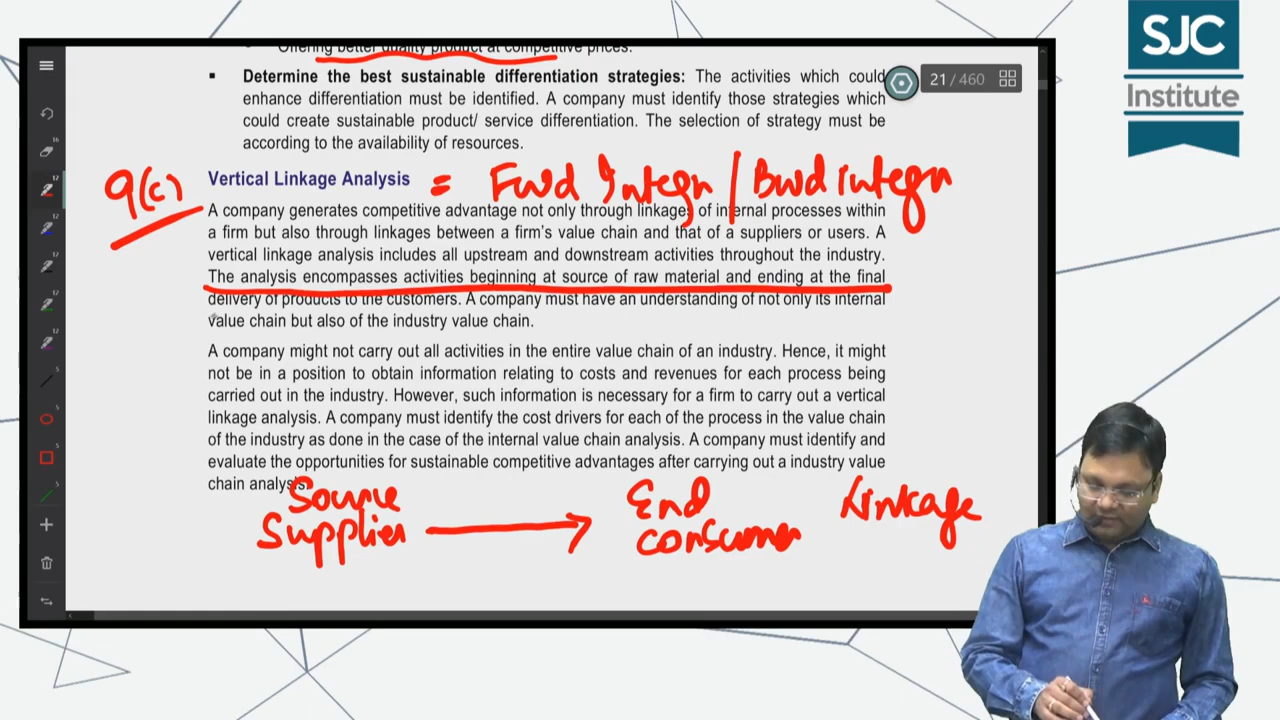 Offering better quality product at competitive prices.
SJC
Institute
21 / 460
▪ Determine the best sustainable differentiation strategies: The activities which could
enhance differentiation must be identified. A company must identify those strategies which
could create sustainable product/ service differentiation. The selection of strategy must be
according to the availability of resources.
9(c)
Vertical Linkage Analysis = Fwd Integn / Bwd integn
A company generates competitive advantage not only through linkages of internal processes within
a firm but also through linkages between a firm's value chain and that of a suppliers or users. A
vertical linkage analysis includes all upstream and downstream activities throughout the industry.
The analysis encompasses activities beginning at source of raw material and ending at the final
delivery of products to the customers. A company must have an understanding of not only its internal
value chain but also of the industry value chain.
A company might not carry out all activities in the entire value chain of an industry. Hence, it might
not be in a position to obtain information relating to costs and revenues for each process being
carried out in the industry. However, such information is necessary for a firm to carry out a vertical
linkage analysis. A company must identify the cost drivers for each of the process in the value chain
of the industry as done in the case of the internal value chain analysis. A company must identify and
evaluate the opportunities for sustainable competitive advantages after carrying out a industry value
chain analysis.
Source End Linkage
Supplier → consumer